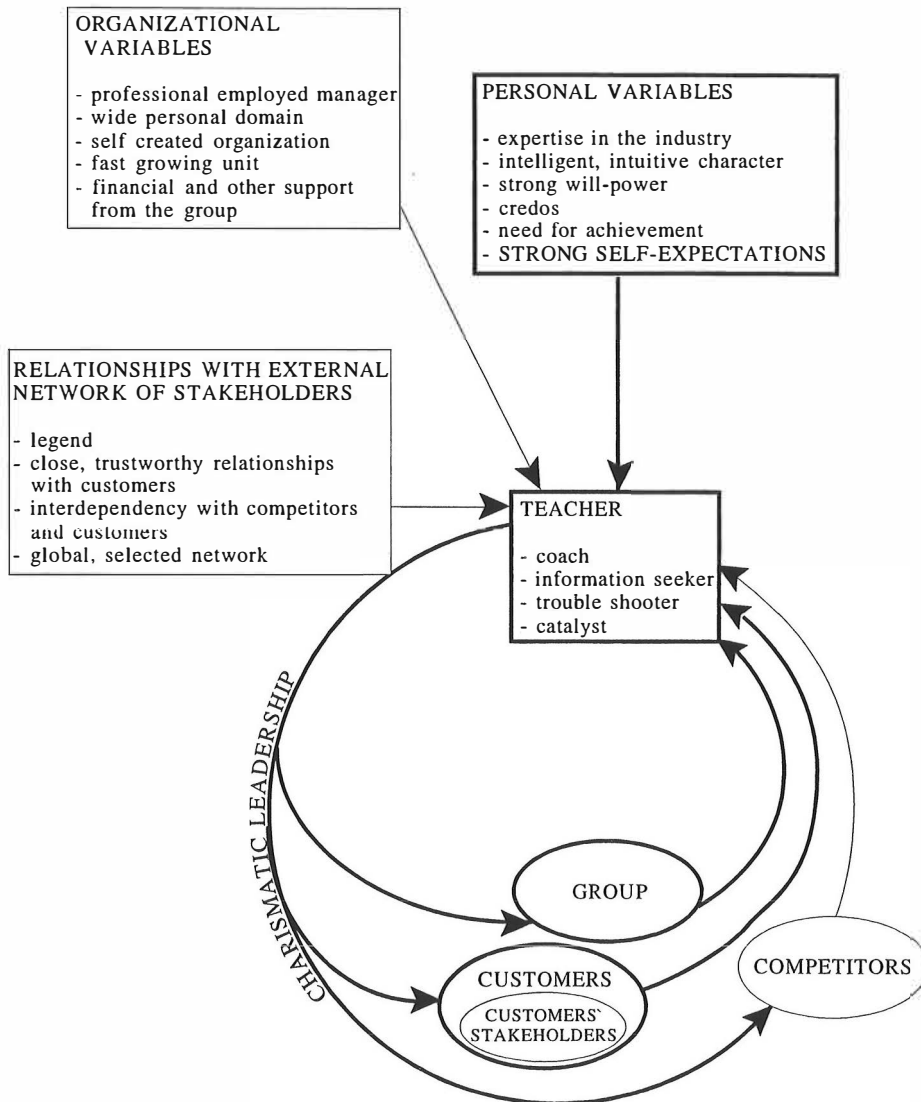 ORGANIZATIONAL
VARIABLES
- professional employed manager
- wide personal domain
- self created organization
- fast growing unit
- financial and other support
from the group
PERSONAL VARIABLES
- expertise in the industry
- intelligent, intuitive character
- strong will-power
- credos
- need for achievement
- STRONG SELF-EXPECTATIONS
RELATIONSHIPS WITH EXTERNAL
NETWORK OF STAKEHOLDERS
- legend
- close, trustworthy relationships
with customers
- interdependency with competitors
and customers
- global, selected network
TEACHER
- coach
- information seeker
- trouble shooter
- catalyst
CHARISMATIC LEADERSHIP
GROUP
CUSTOMERS
CUSTOMERS`
STAKEHOLDERS
COMPETITORS